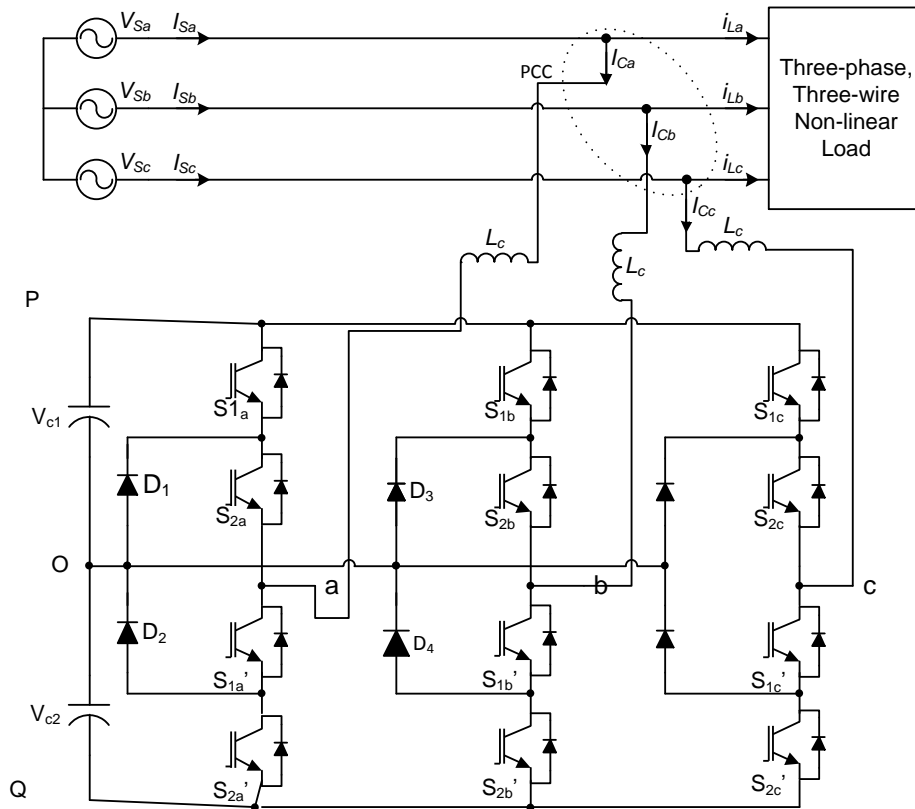 V_Sa I_Sa i_La
I_Ca
PCC
Three-phase,
Three-wire
Non-linear
Load
V_Sb I_Sb i_Lb
I_Cb
V_Sc I_Sc i_Lc
I_Cc
L_c L_c L_c
P
V_c1 S1_a S_1b S_1c
D_1 D_3
S_2a S_2b S_2c
O
a b c
D_2 D_4
S_1a' S_1b' S_1c'
V_c2
Q S_2a' S_2b' S_2c'